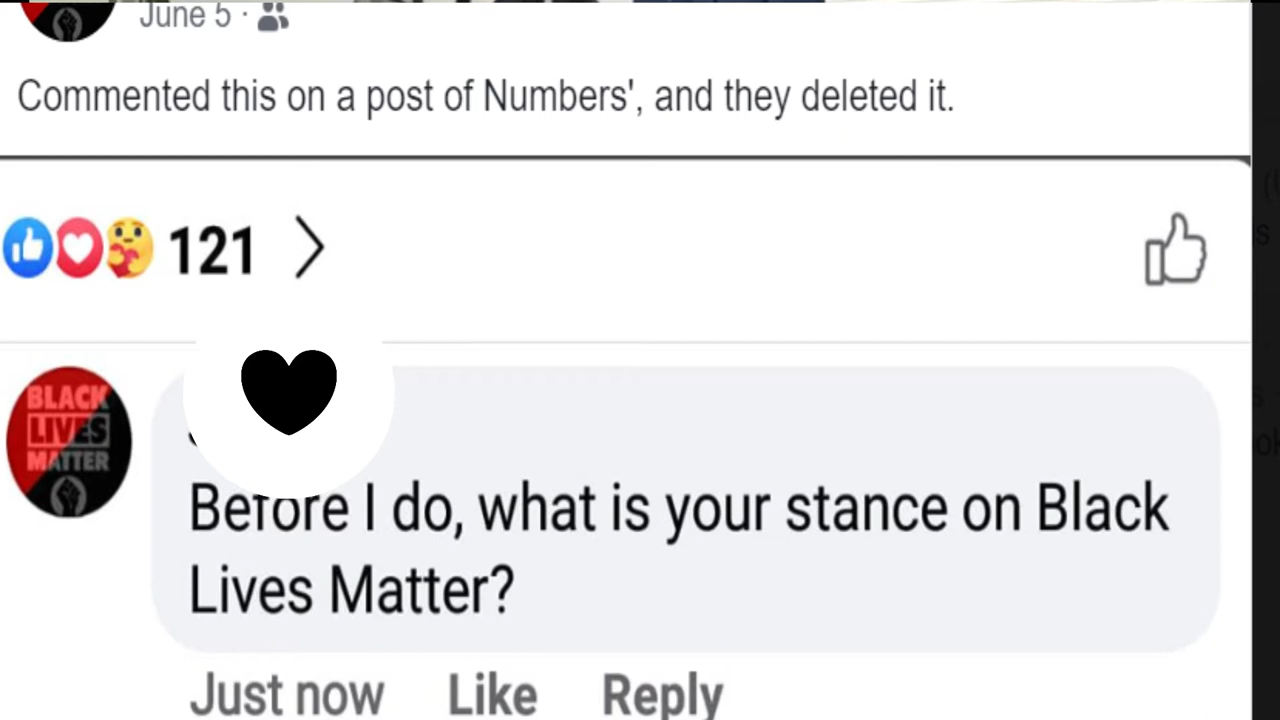 June 5 ·
Commented this on a post of Numbers', and they deleted it.
121
BLACK
LIVES
MATTER
Before I do, what is your stance on Black
Lives Matter?
Just now Like Reply